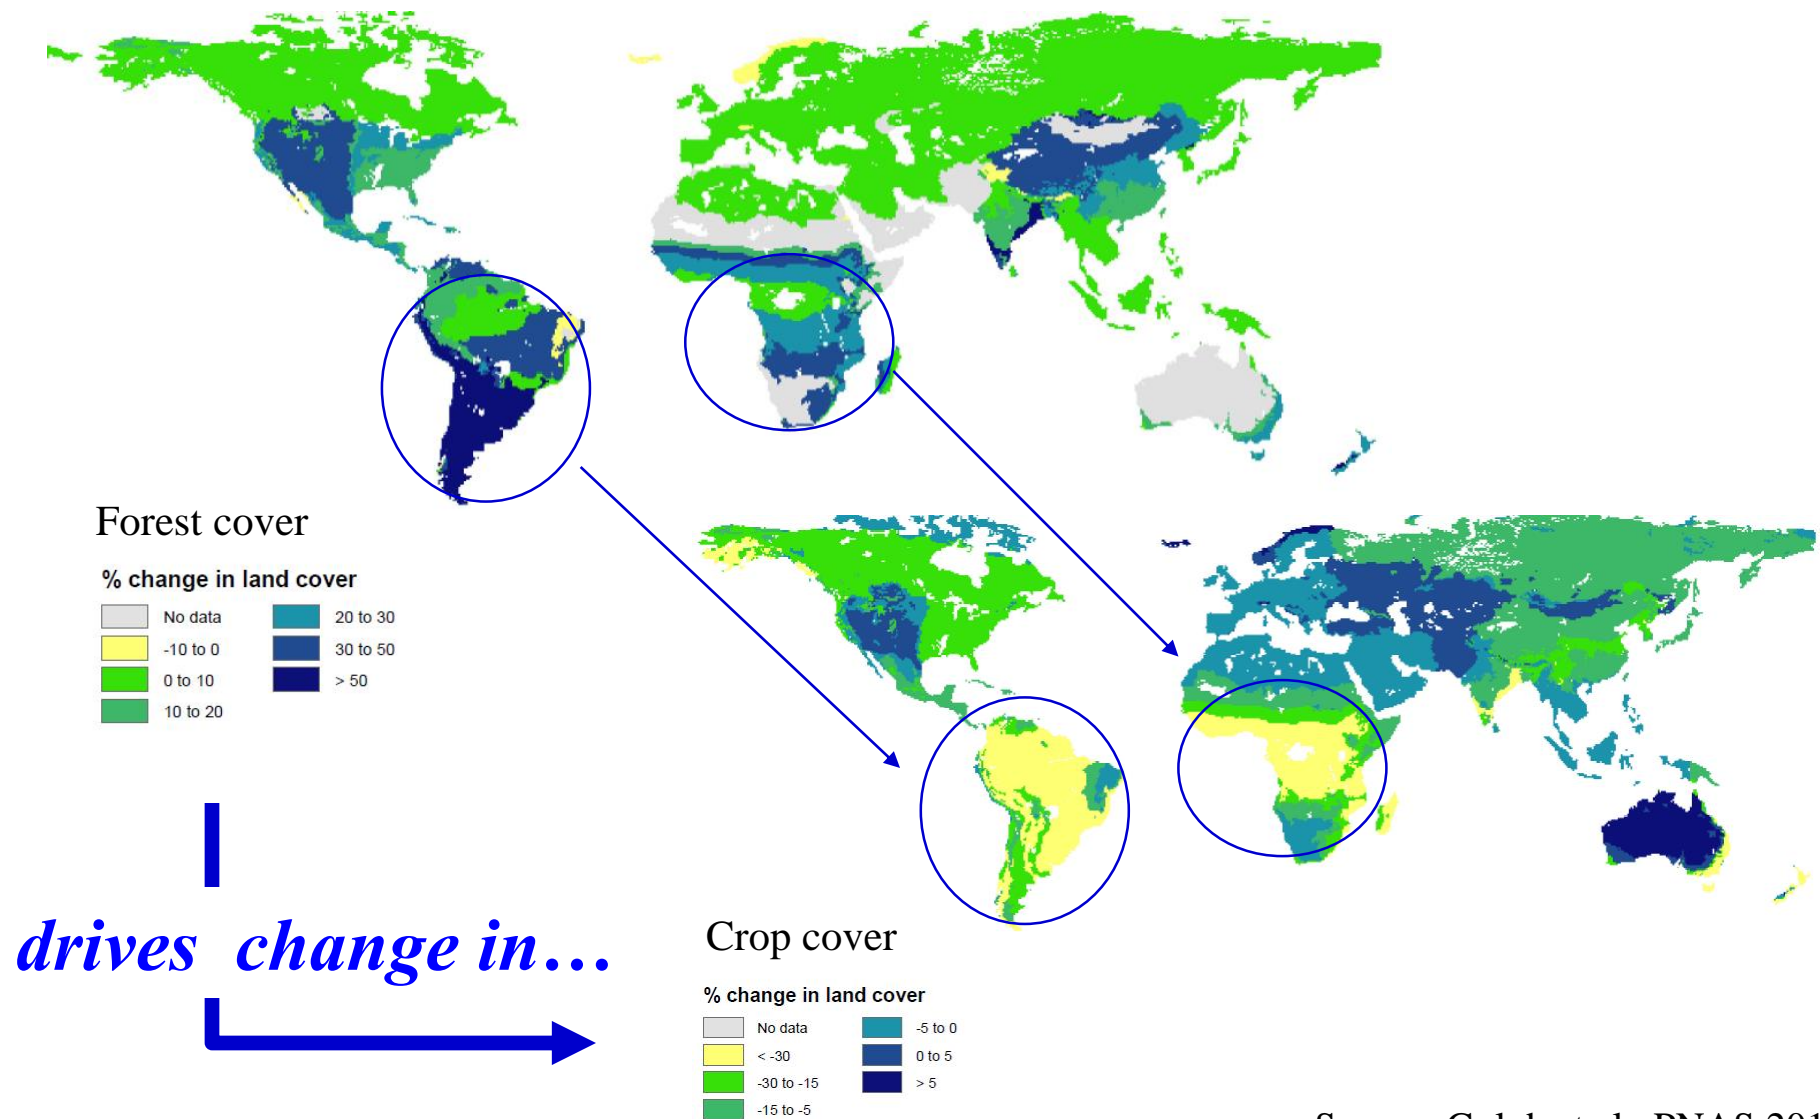 Forest cover
% change in land cover
No data
-10 to 0
0 to 10
10 to 20
20 to 30
30 to 50
> 50
drives change in...
Crop cover
% change in land cover
No data
< -30
-30 to -15
-15 to -5
-5 to 0
0 to 5
> 5